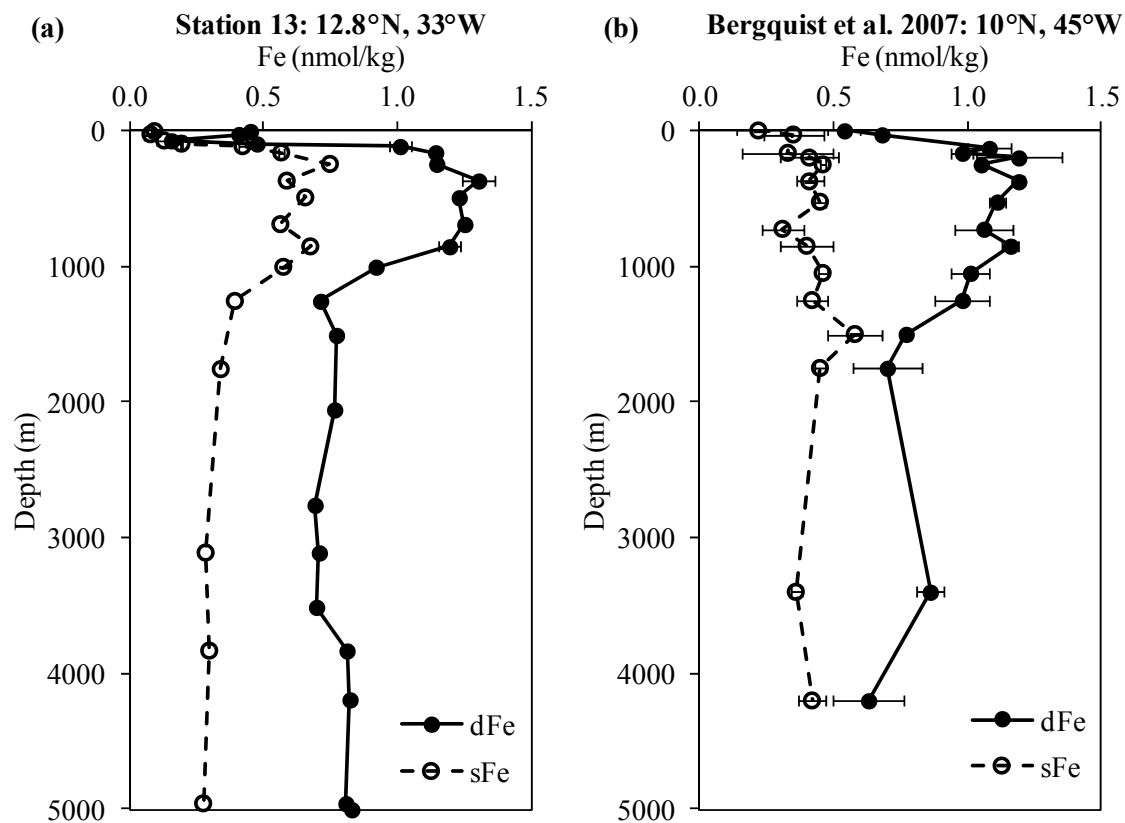 (a) Station 13: 12.8°N, 33°W
Fe (nmol/kg)
0.0 0.5 1.0 1.5
0
1000
2000
3000
4000
5000
Depth (m)
dFe
sFe
(b) Bergquist et al. 2007: 10°N, 45°W
Fe (nmol/kg)
0.0 0.5 1.0 1.5
0
1000
2000
3000
4000
5000
Depth (m)
dFe
sFe